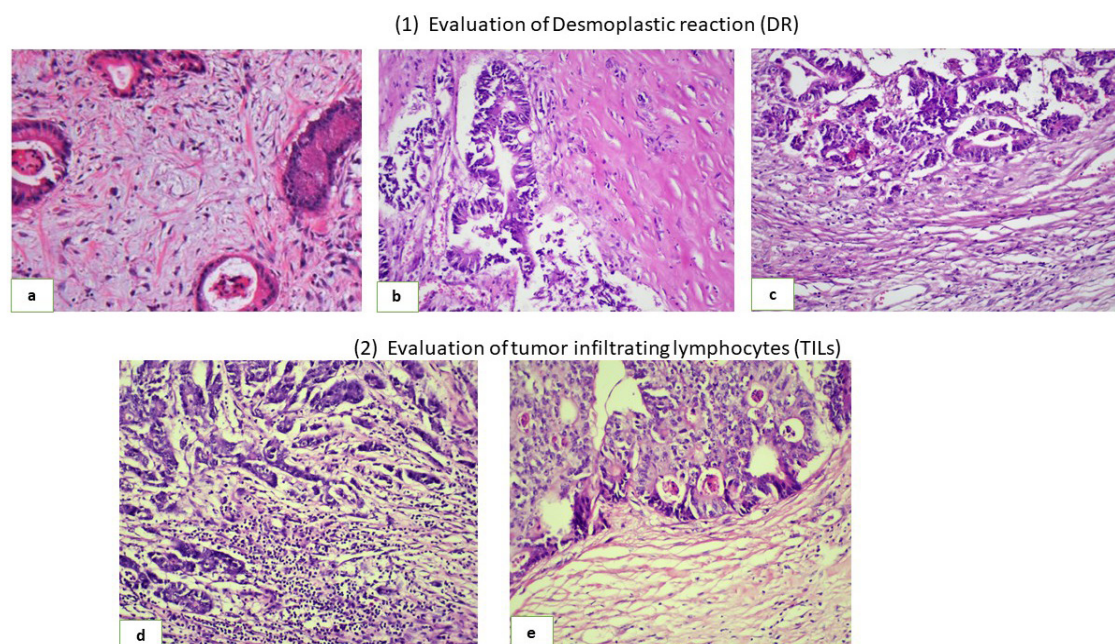 (1) Evaluation of Desmoplastic reaction (DR)
a
b
c
(2) Evaluation of tumor infiltrating lymphocytes (TILs)
d
e